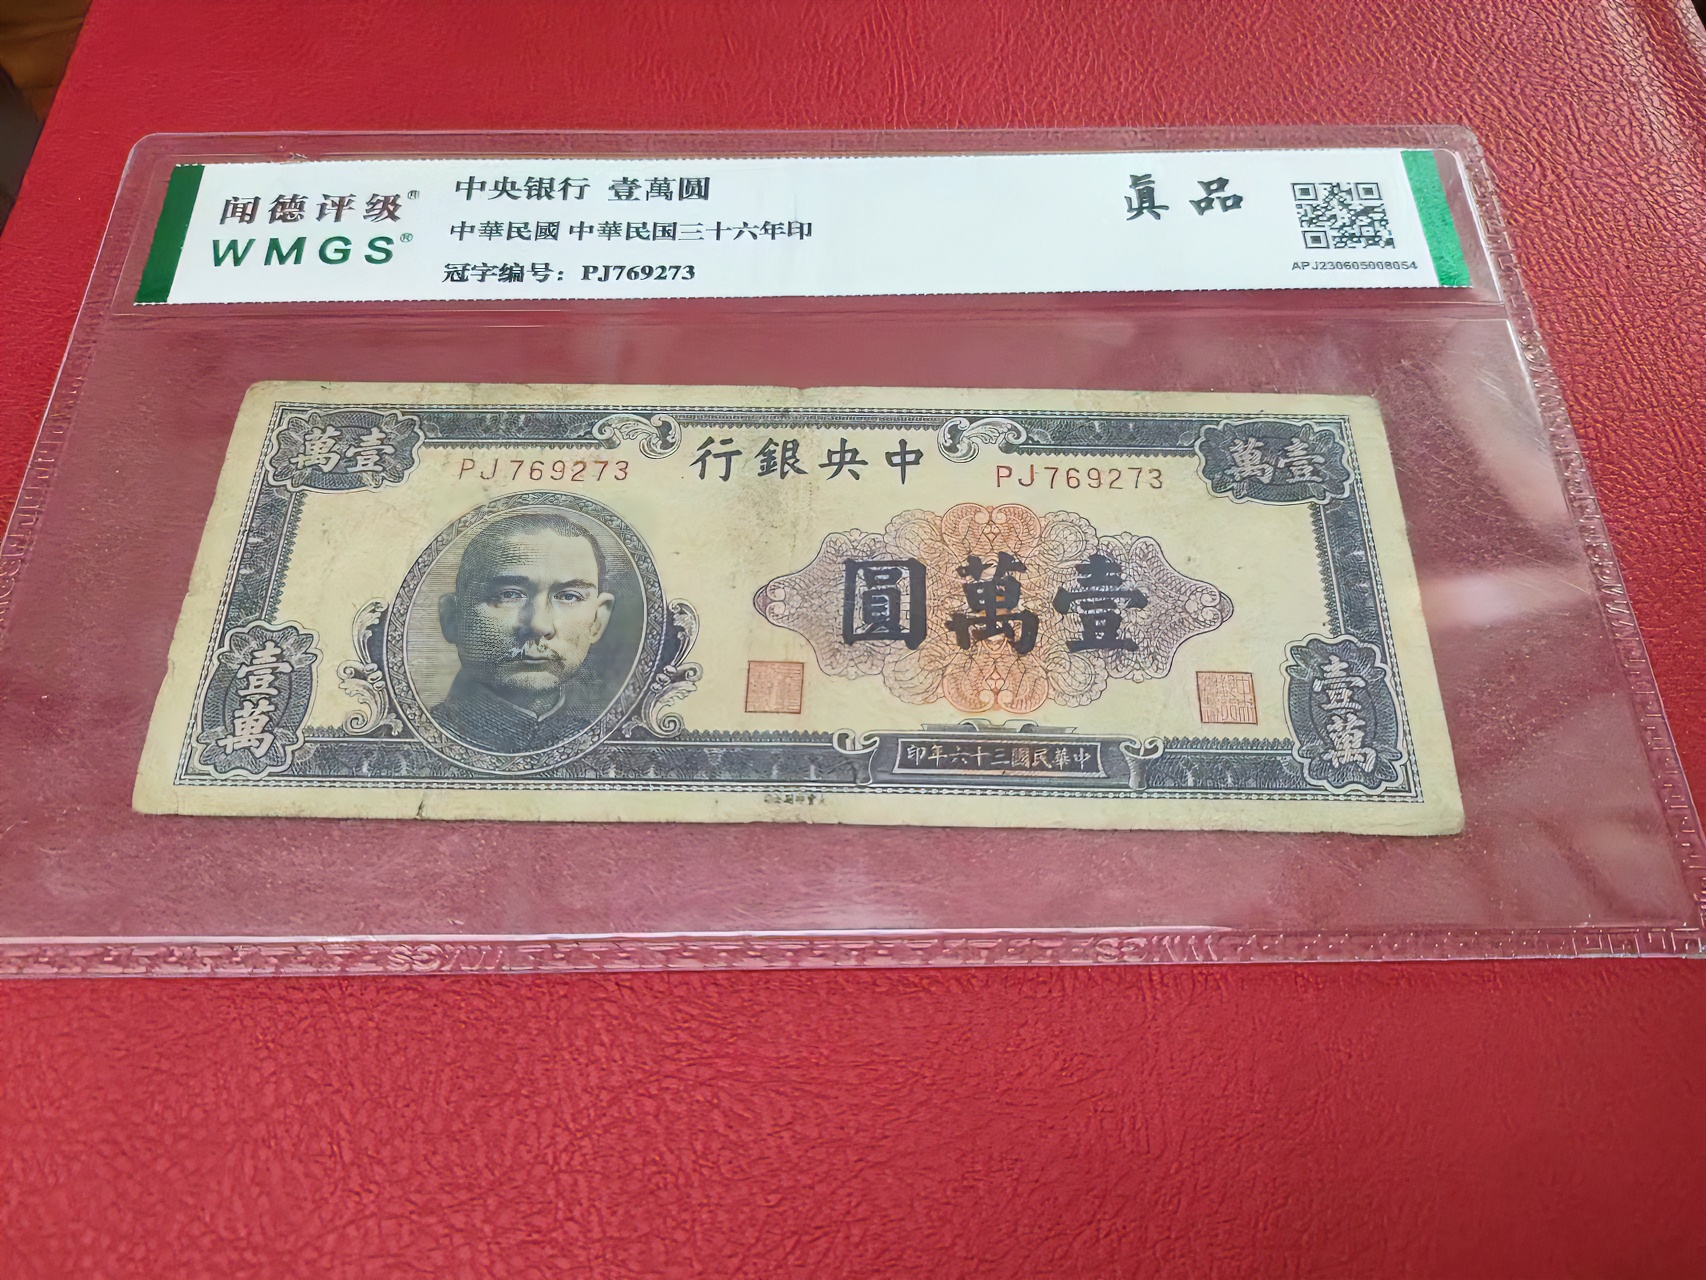 闻德评级®
WMGS®
中央银行 壹萬圆
中華民國 中華民国三十六年印
冠字编号：PJ769273
真品
APJ230605008054
壹萬
行銀央中
壹萬
PJ769273
PJ769273
圓萬壹
壹萬
印年六十三國民華中
壹萬